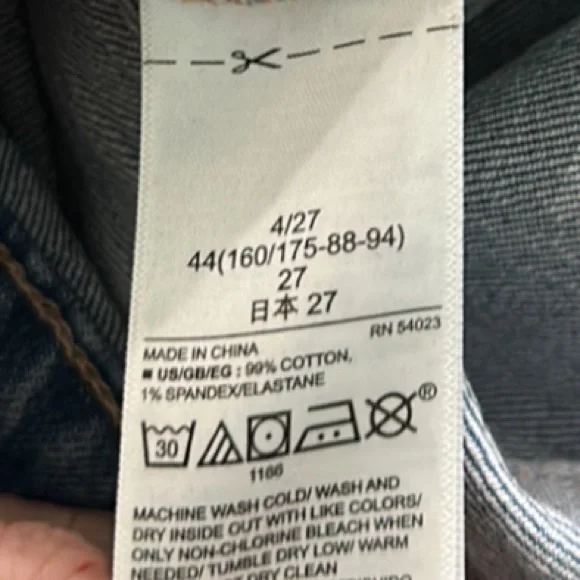 4/27
44(160/175-88-94)
27
日本 27
RN 54023
MADE IN CHINA
US/GB/EG : 99% COTTON,
1% SPANDEX/ELASTANE
30
®
1166
MACHINE WASH COLD/ WASH AND
DRY INSIDE OUT WITH LIKE COLORS/
ONLY NON-CHLORINE BLEACH WHEN
NEEDED/ TUMBLE DRY LOW/ WARM
DRY CLEAN